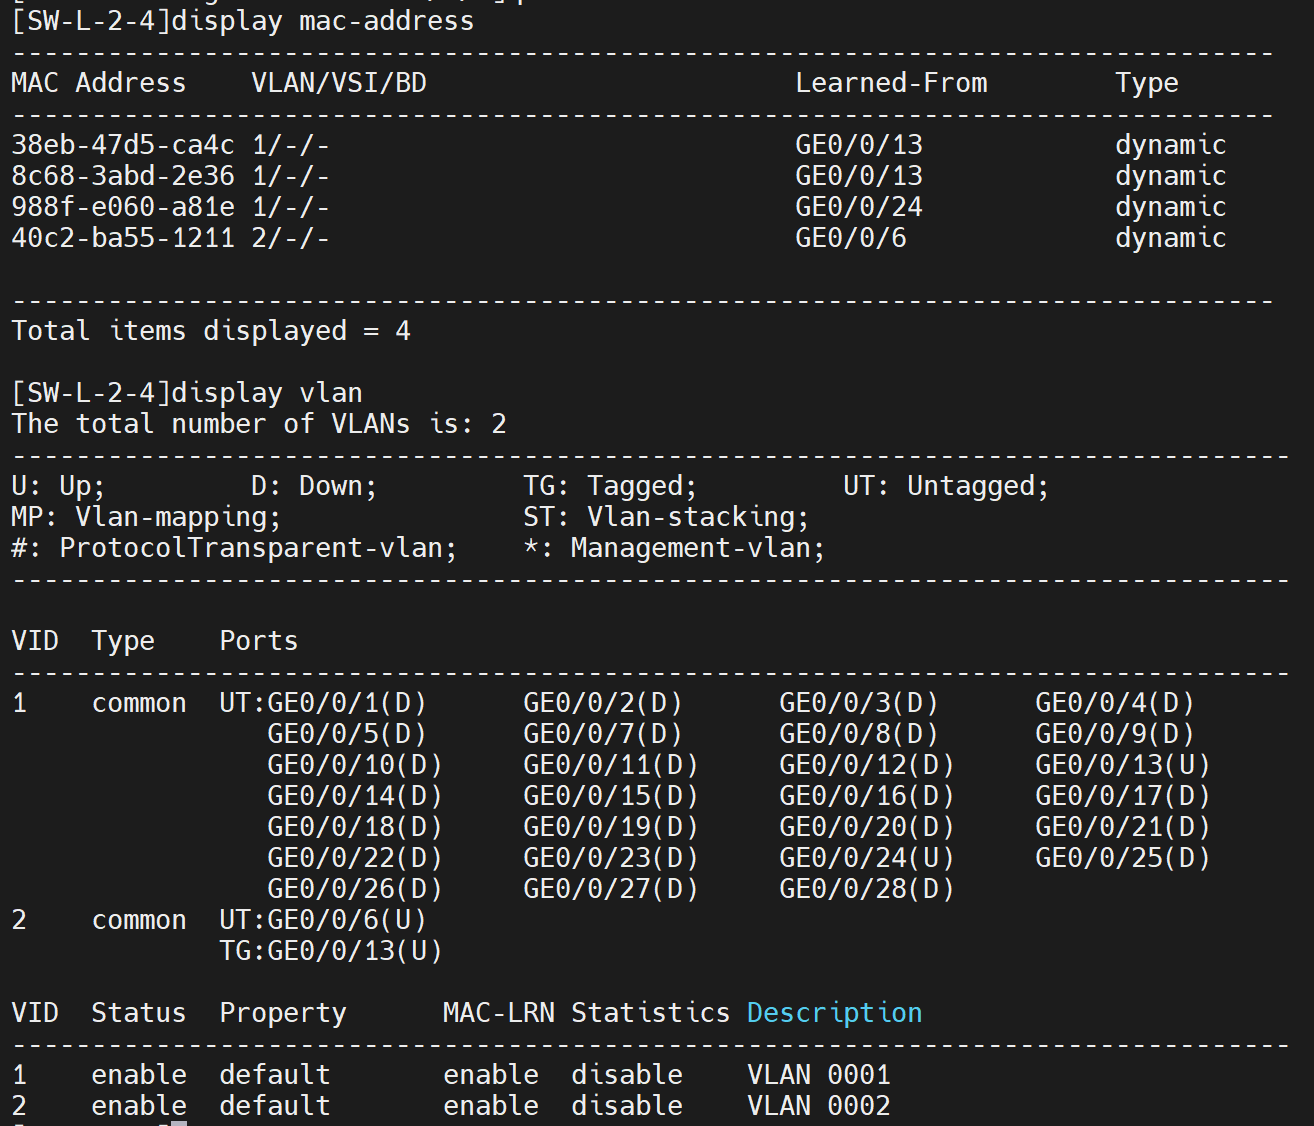 [SW-L-2-4]display mac-address
-------------------------------------------------------------------------------
MAC Address    VLAN/VSI/BD                       Learned-From        Type
-------------------------------------------------------------------------------
38eb-47d5-ca4c 1/-/-                             GE0/0/13            dynamic
8c68-3abd-2e36 1/-/-                             GE0/0/13            dynamic
988f-e060-a81e 1/-/-                             GE0/0/24            dynamic
40c2-ba55-1211 2/-/-                             GE0/0/6             dynamic
-------------------------------------------------------------------------------
Total items displayed = 4
[SW-L-2-4]display vlan
The total number of VLANs is: 2
--------------------------------------------------------------------------------
U: Up;         D: Down;         TG: Tagged;         UT: Untagged;
MP: Vlan-mapping;               ST: Vlan-stacking;
#: ProtocolTransparent-vlan;    *: Management-vlan;
--------------------------------------------------------------------------------
VID  Type    Ports
--------------------------------------------------------------------------------
1    common  UT:GE0/0/1(D)      GE0/0/2(D)      GE0/0/3(D)      GE0/0/4(D)
                GE0/0/5(D)      GE0/0/7(D)      GE0/0/8(D)      GE0/0/9(D)
                GE0/0/10(D)     GE0/0/11(D)     GE0/0/12(D)     GE0/0/13(U)
                GE0/0/14(D)     GE0/0/15(D)     GE0/0/16(D)     GE0/0/17(D)
                GE0/0/18(D)     GE0/0/19(D)     GE0/0/20(D)     GE0/0/21(D)
                GE0/0/22(D)     GE0/0/23(D)     GE0/0/24(U)     GE0/0/25(D)
                GE0/0/26(D)     GE0/0/27(D)     GE0/0/28(D)
2    common  UT:GE0/0/6(U)
             TG:GE0/0/13(U)
VID  Status  Property      MAC-LRN Statistics Description
--------------------------------------------------------------------------------
1    enable  default       enable  disable    VLAN 0001
2    enable  default       enable  disable    VLAN 0002